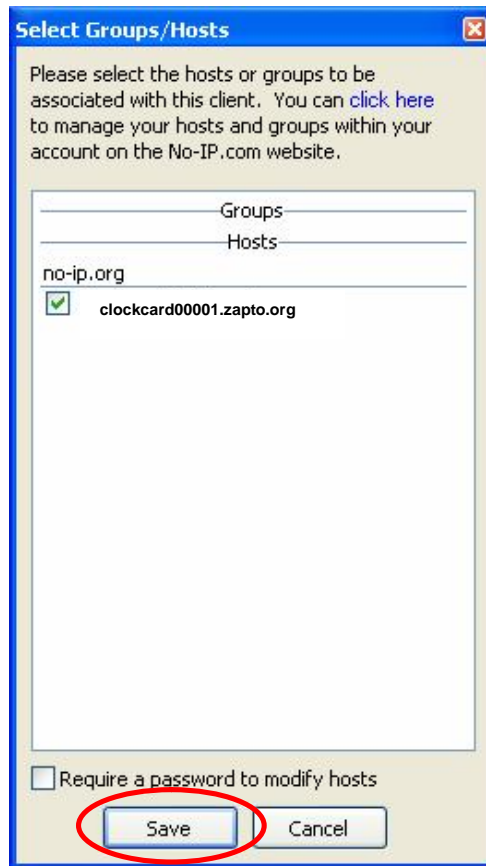 Select Groups/Hosts
Please select the hosts or groups to be
associated with this client. You can click here
to manage your hosts and groups within your
account on the No-IP.com website.
Groups
Hosts
no-ip.org
clockcard00001.zapto.org
Require a password to modify hosts
Save Cancel